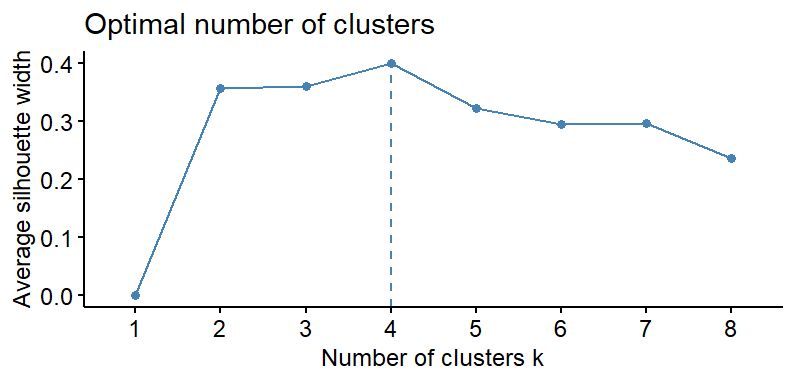 Optimal number of clusters
Average silhouette width
0.4
0.3
0.2
0.1
0.0
1 2 3 4 5 6 7 8
Number of clusters k